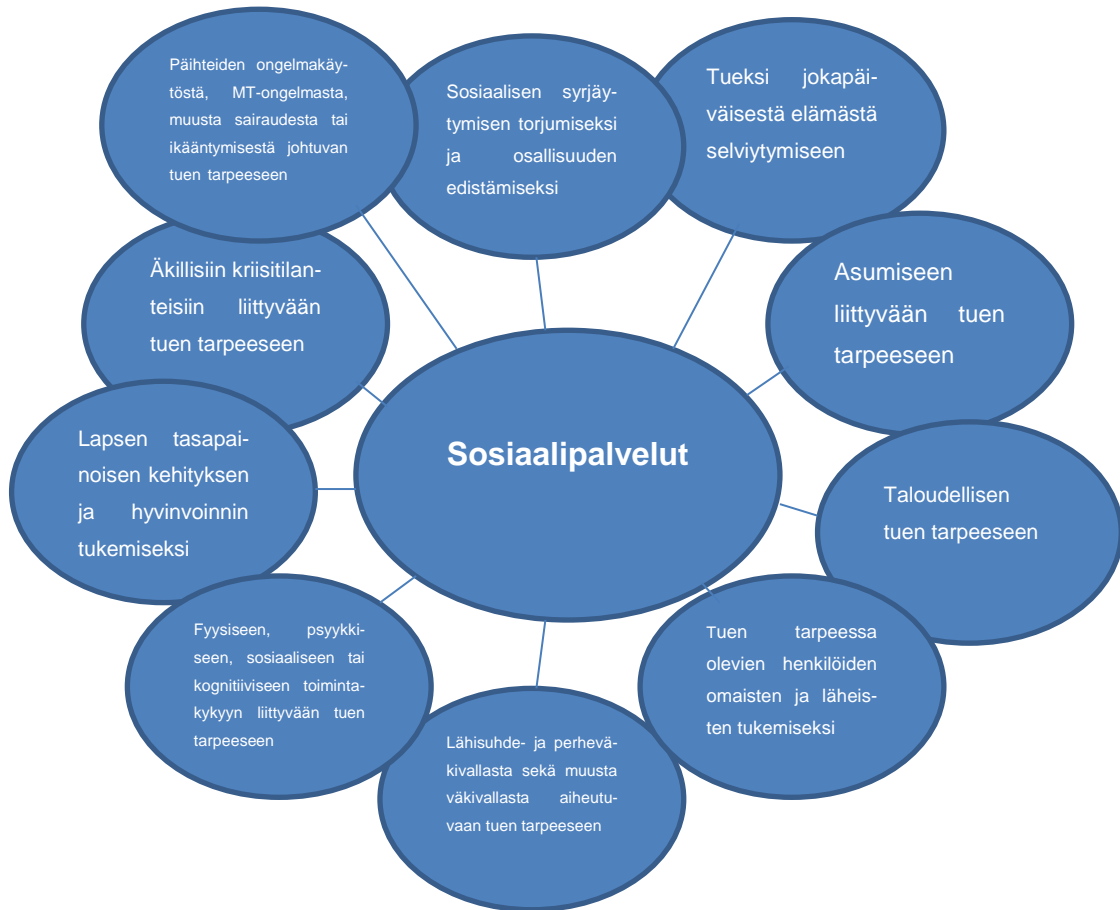 Päihteiden ongelmakäy-
töstä, MT-ongelmasta,
muusta sairaudesta tai
ikääntymisestä johtuvan
tuen tarpeeseen
Sosiaalisen syrjäy-
tymisen torjumiseksi
ja osallisuuden
edistämiseksi
Tueksi jokapäi-
väisestä elämästä
selviytymiseen
Äkillisiin kriisitilan-
teisiin liittyvään
tuen tarpeeseen
Asumiseen
liittyvään tuen
tarpeeseen
Sosiaalipalvelut
Lapsen tasapai-
noisen kehityksen
ja hyvinvoinnin
tukemiseksi
Taloudellisen
tuen tarpeeseen
Fyysiseen, psyykki-
seen, sosiaaliseen tai
kognitiiviseen toiminta-
kykyyn liittyvään tuen
tarpeeseen
Tuen tarpeessa
olevien henkilöiden
omaisten ja läheis-
ten tukemiseksi
Lähisuhde- ja perhevä-
kivallasta sekä muusta
väkivallasta aiheutu-
vaan tuen tarpeeseen